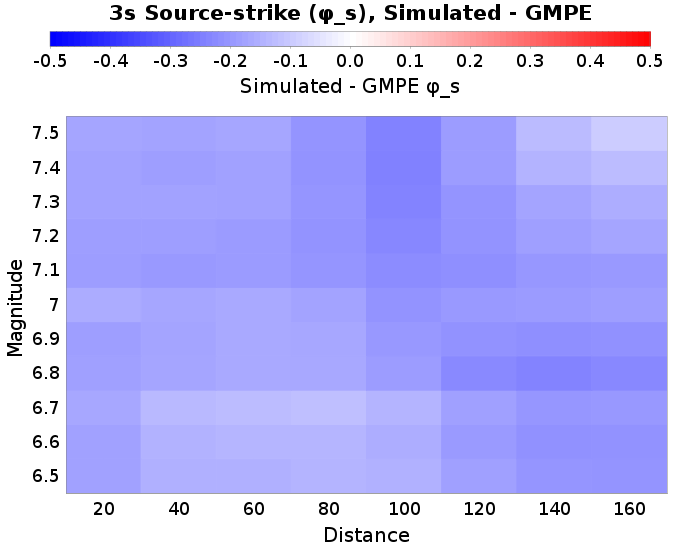 3s Source-strike (φ_s), Simulated - GMPE
-0.5 -0.4 -0.3 -0.2 -0.1 0.0 0.1 0.2 0.3 0.4 0.5
Simulated - GMPE φ_s
Magnitude
7.5
7.4
7.3
7.2
7.1
7
6.9
6.8
6.7
6.6
6.5
20 40 60 80 100 120 140 160
Distance